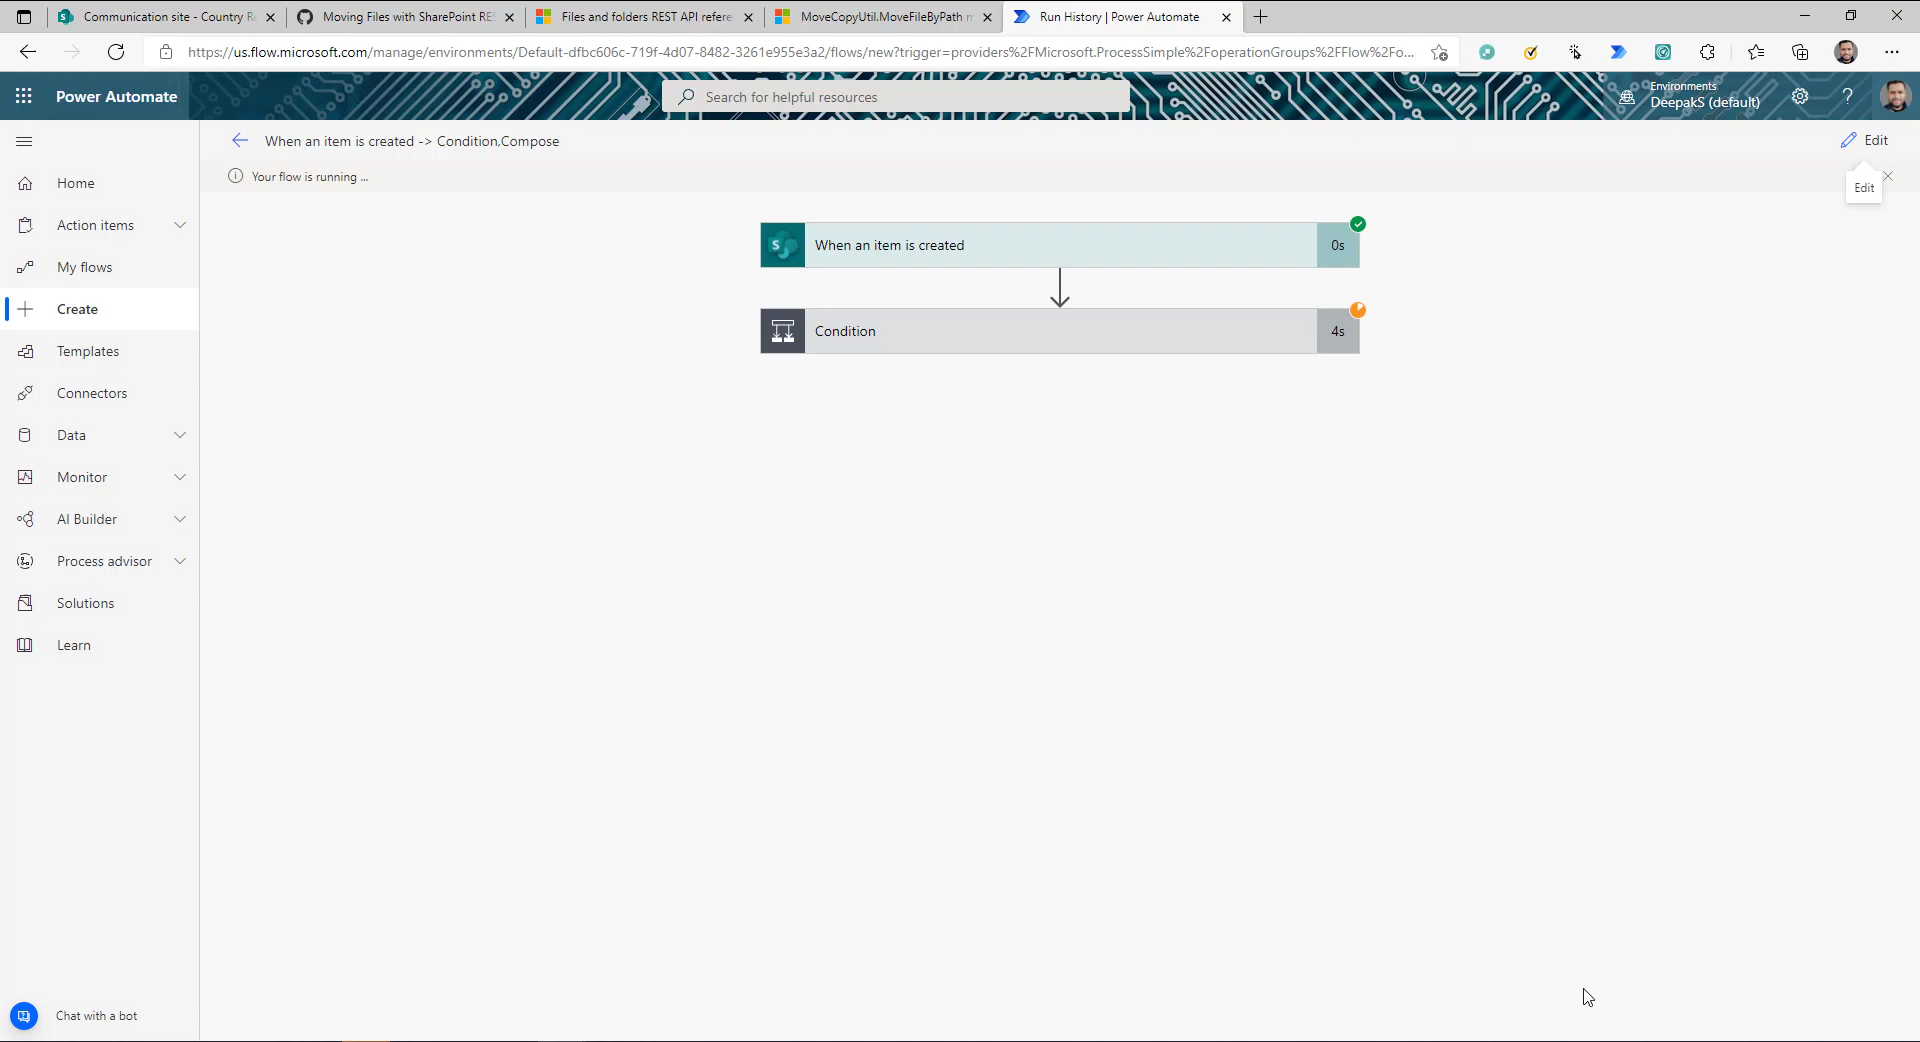 Communication site - Country Re
Moving Files with SharePoint RES
Files and folders REST API refere
MoveCopyUtil.MoveFileByPath m
Run History | Power Automate
https://us.flow.microsoft.com/manage/environments/Default-dfbc606c-719f-4d07-8482-3261e955e3a2/flows/new?trigger=providers%2FMicrosoft.ProcessSimple%2FoperationGroups%2FFlow%2Fo...
Power Automate
Search for helpful resources
Environments
DeepakS (default)
When an item is created -> Condition,Compose
Edit
Your flow is running ...
Edit
Home
Action items
My flows
Create
Templates
Connectors
Data
Monitor
AI Builder
Process advisor
Solutions
Learn
S
When an item is created
0s
Condition
4s
Chat with a bot